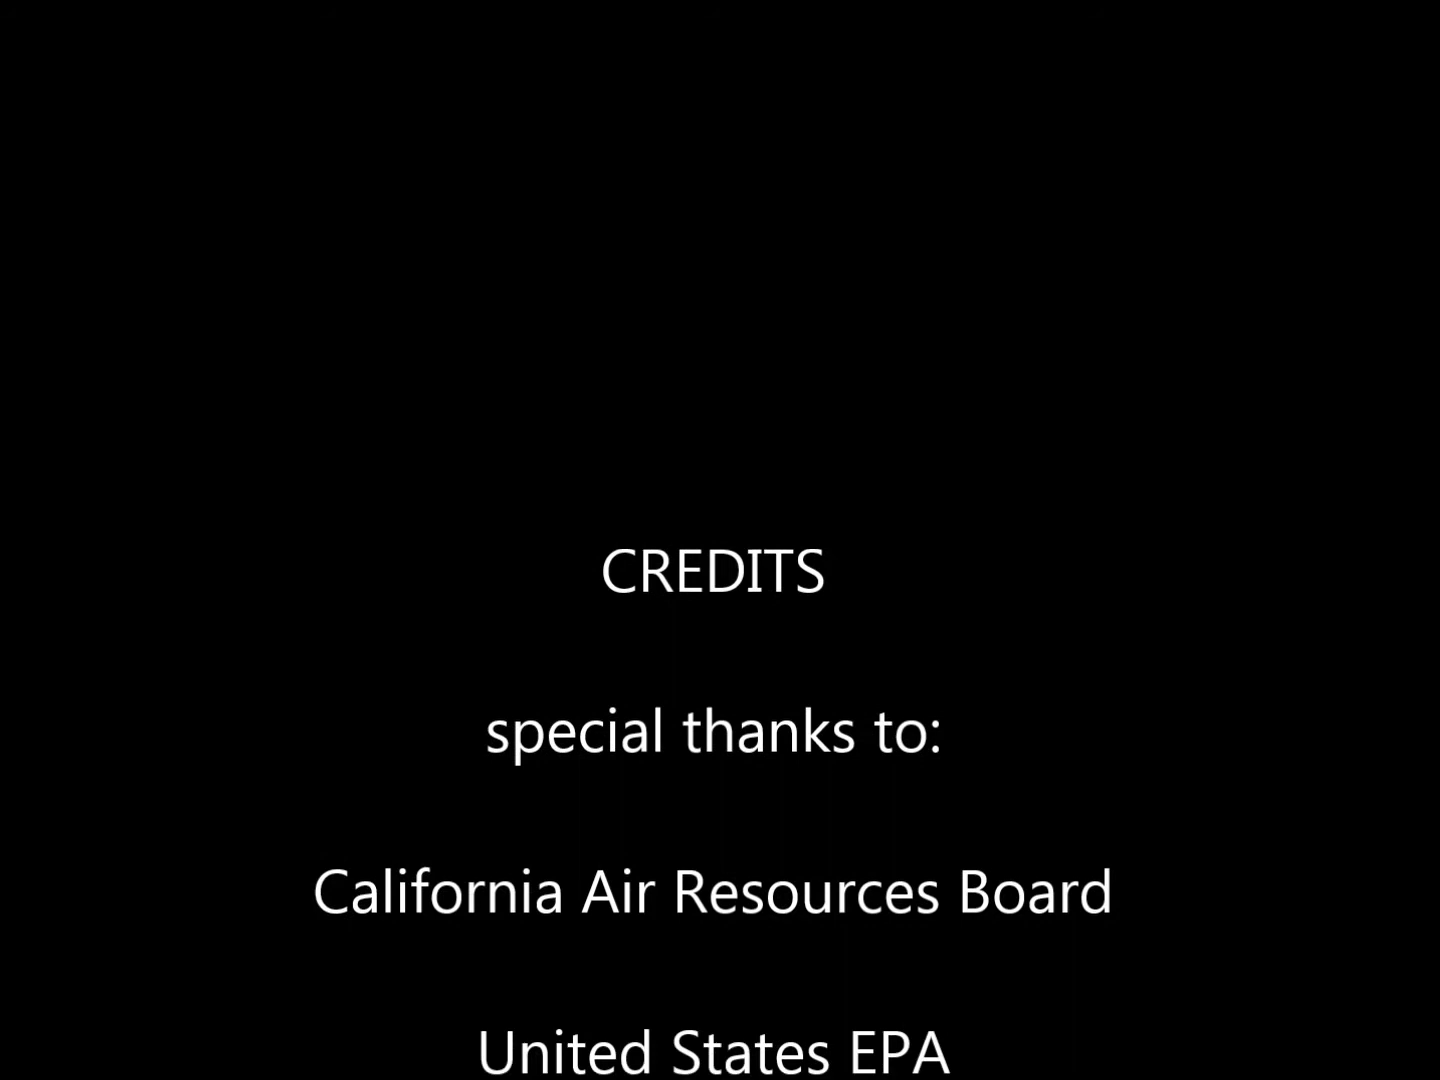 CREDITS
special thanks to:
California Air Resources Board
United States EPA